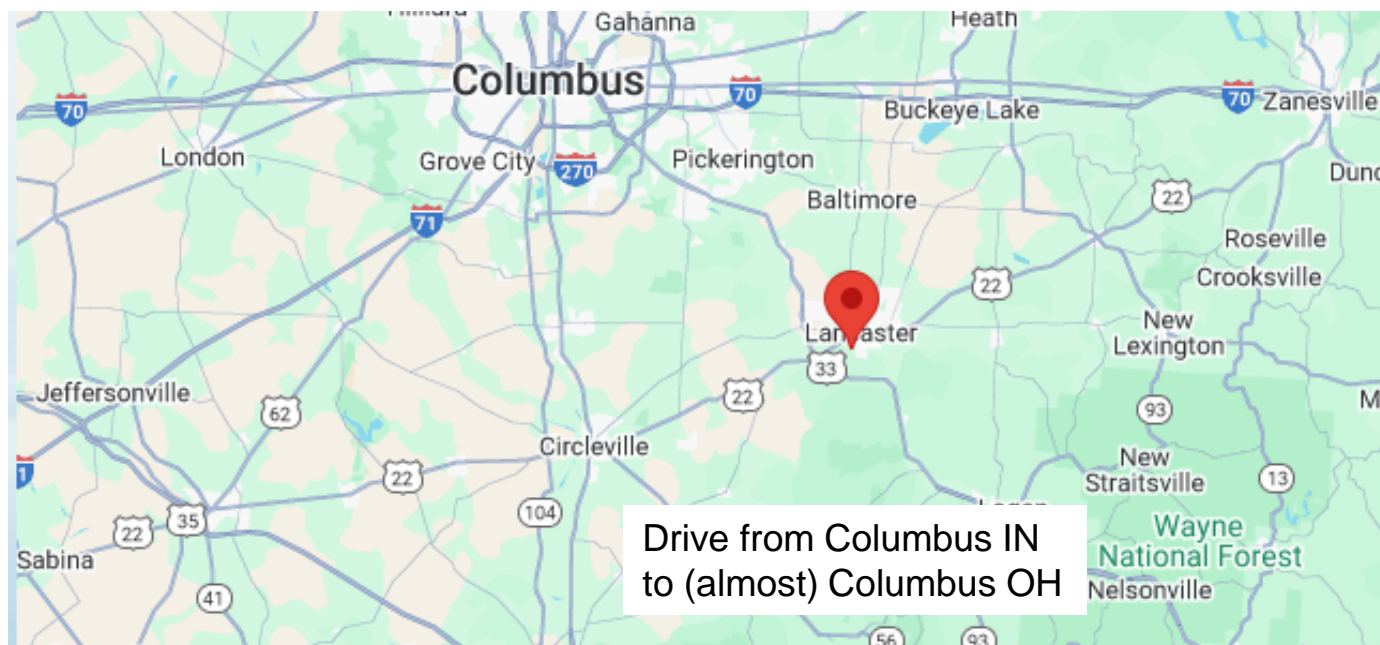 Gahanna
Heath
Columbus
70
70
70
Buckeye Lake
Zanesville
London
Grove City
270
Pickerington
Baltimore
22
71
Roseville
Crooksville
22
Lancaster
New
Lexington
33
Jeffersonville
62
22
93
Circleville
22
New
Straitsville
13
104
35
22
Sabina
Wayne
National Forest
Drive from Columbus IN
to (almost) Columbus OH
Nelsonville
41
56
93